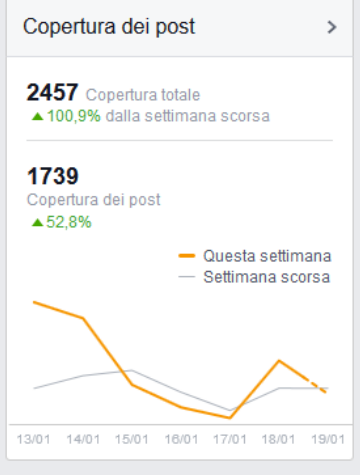 Copertura dei post
2457 Copertura totale
100,9% dalla settimana scorsa
1739
Copertura dei post
52,8%
Questa settimana
Settimana scorsa
13/01 14/01 15/01 16/01 17/01 18/01 19/01